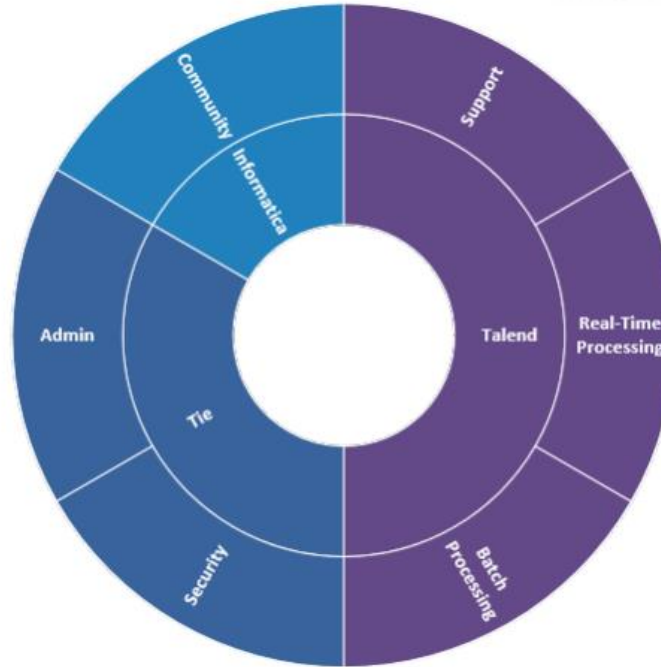 Community
Support
Informatica
Admin
Talend
Real-Time
Processing
Tie
Security
Batch
Processing